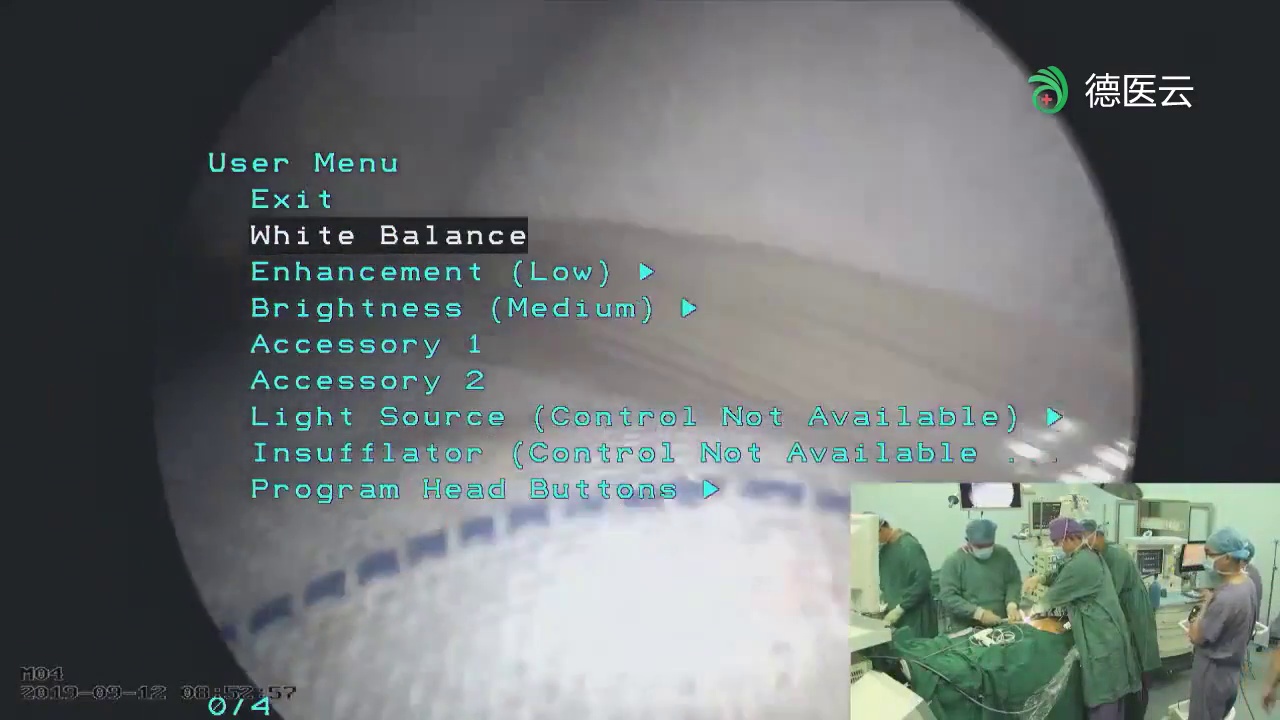 德医云
User Menu
Exit
White Balance
Enhancement (Low) ▶
Brightness (Medium) ▶
Accessory 1
Accessory 2
Light Source (Control Not Available) ▶
Insufflator (Control Not Available . .
Program Head Buttons ▶
M04
2019-09-12 08:52:57
0/4